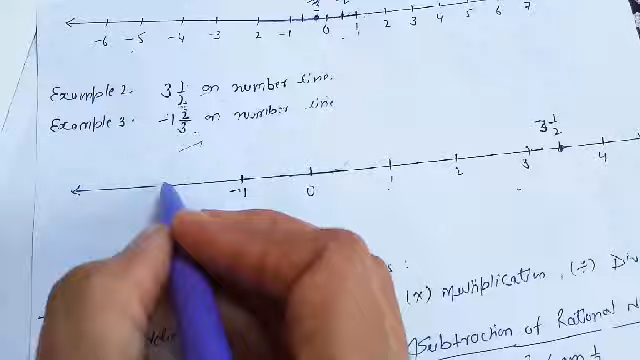 -6 -5 -4 -3 -2 -1 0 1 2 3 4 5 6 7
Example 2. 3 1/2 on number line.
Example 3. -1 2/3 on number line
3 1/2
-1 0 1 2 3 4
(x) Multiplication, (÷) Div
Subtraction of Rational N